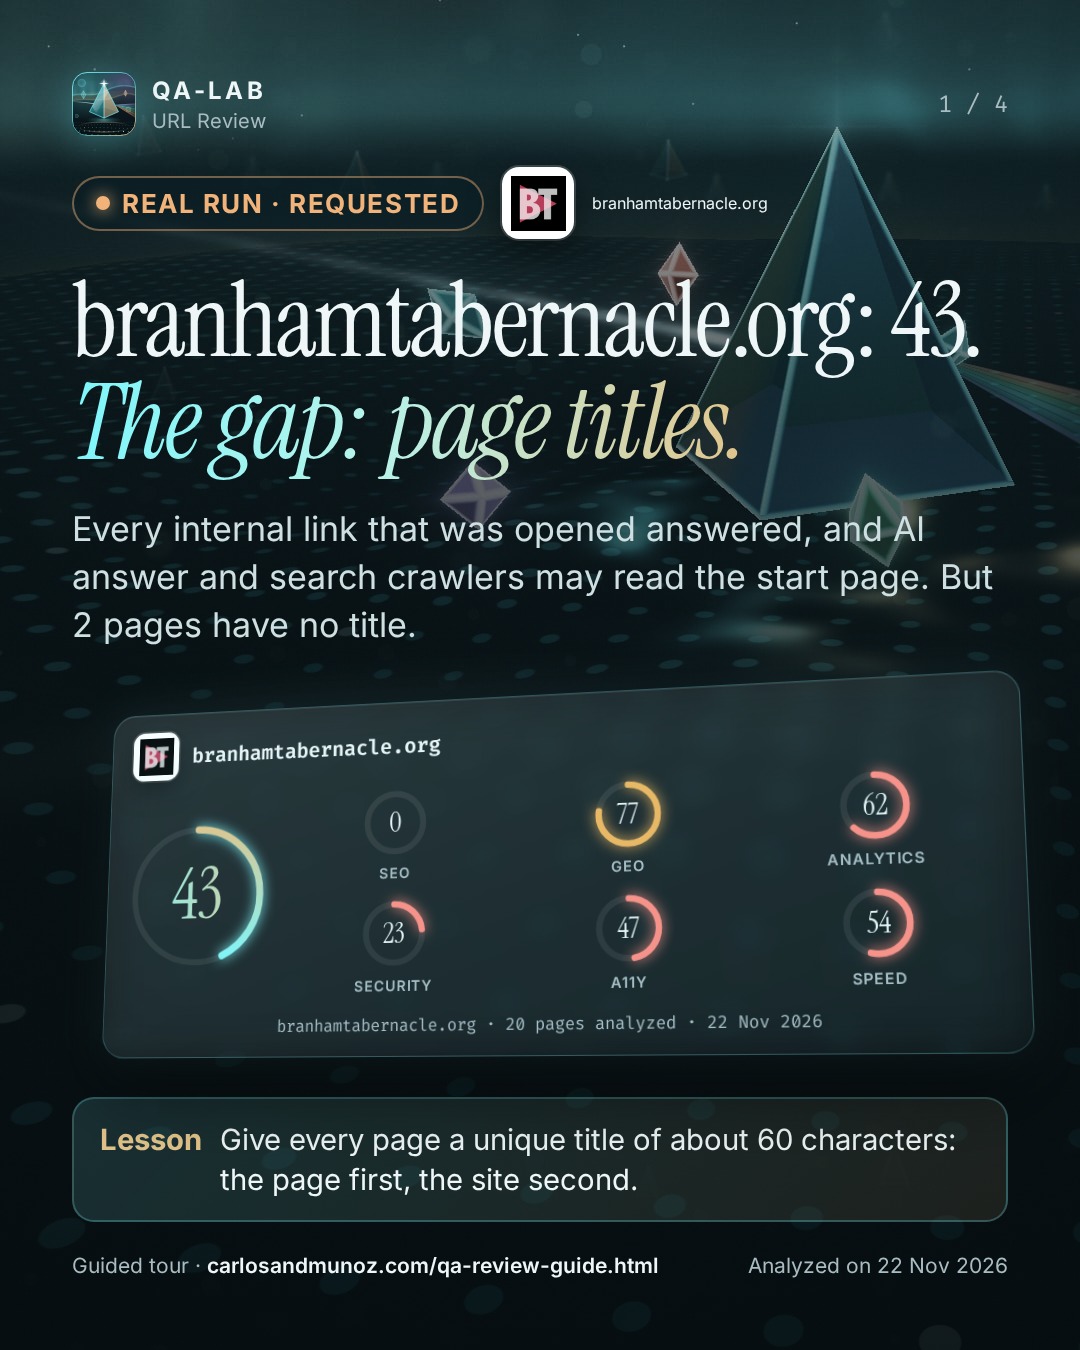 QA-LAB
URL Review
1 / 4
REAL RUN · REQUESTED
BT
branhamtabernacle.org
branhamtabernacle.org: 43.
The gap: page titles.
Every internal link that was opened answered, and AI
answer and search crawlers may read the start page. But
2 pages have no title.
BT
branhamtabernacle.org
43
0
SEO
77
GEO
62
ANALYTICS
23
SECURITY
47
A11Y
54
SPEED
branhamtabernacle.org · 20 pages analyzed · 22 Nov 2026
Lesson Give every page a unique title of about 60 characters:
the page first, the site second.
Guided tour · carlosandmunoz.com/qa-review-guide.html
Analyzed on 22 Nov 2026